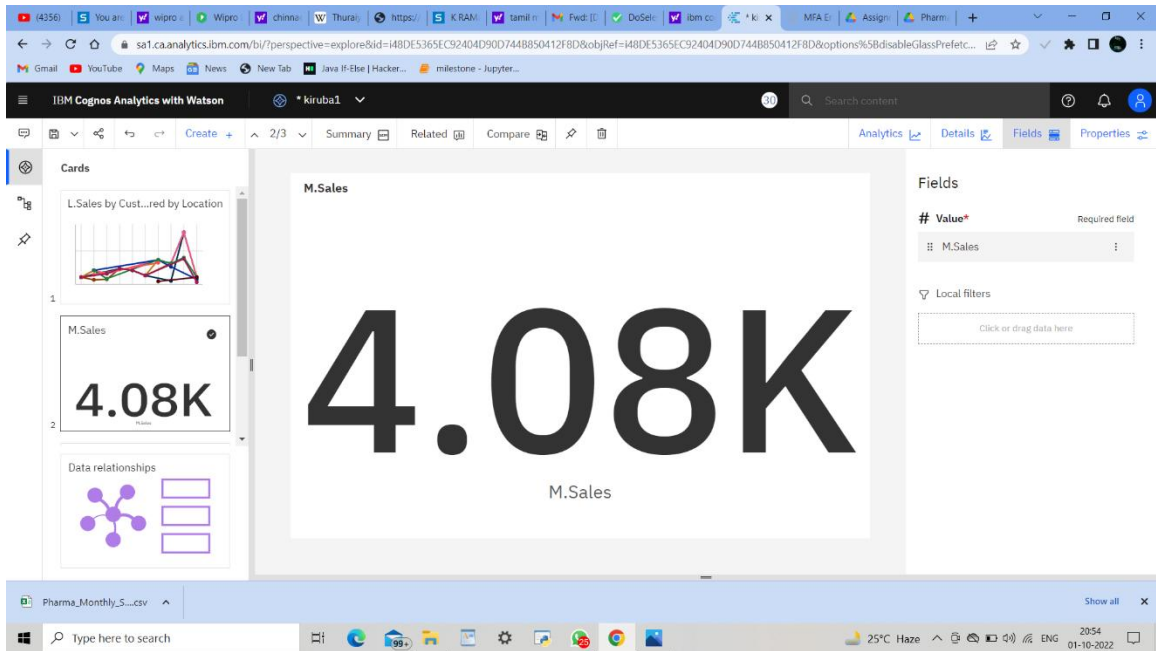 (4356) S You are wipro a Wipro chinna Thuraiy https:/ K RAM tamil n Fwd: [D DoSele ibm co * ki x MFA E Assign Pharm +
sa1.ca.analytics.ibm.com/bi/?perspective=explore&id=i48DE5365EC92404D90D744B850412F8D&objRef=i48DE5365EC92404D90D744B850412F8D&options%5BdisableGlassPrefetc...
Gmail YouTube Maps News New Tab Java If-Else | Hacker... milestone - Jupyter...
IBM Cognos Analytics with Watson * kiruba1 30 Search content
Create + 2/3 Summary Related Compare Analytics Details Fields Properties
Cards
L.Sales by Cust...red by Location
1
M.Sales
4.08K
M.Sales
2
Data relationships
M.Sales
4.08K
M.Sales
Fields
# Value* Required field
M.Sales
Local filters
Click or drag data here
Pharma_Monthly_S....csv Show all X
Type here to search 99+ 25 25°C Haze ENG 20:54
01-10-2022